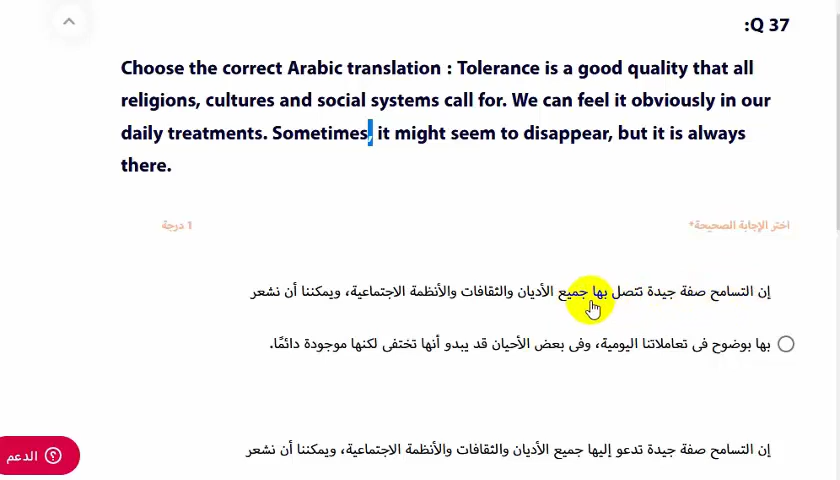 :Q 37
Choose the correct Arabic translation : Tolerance is a good quality that all
religions, cultures and social systems call for. We can feel it obviously in our
daily treatments. Sometimes, it might seem to disappear, but it is always
there.
اختر الإجابة الصحيحة*
1 درجة
إن التسامح صفة جيدة تتصل بها جميع الأديان والثقافات والأنظمة الاجتماعية، ويمكننا أن نشعر
بها بوضوح فى تعاملاتنا اليومية، وفى بعض الأحيان قد يبدو أنها تختفى لكنها موجودة دائمًا.
إن التسامح صفة جيدة تدعو إليها جميع الأديان والثقافات والأنظمة الاجتماعية، ويمكننا أن نشعر
الدعم